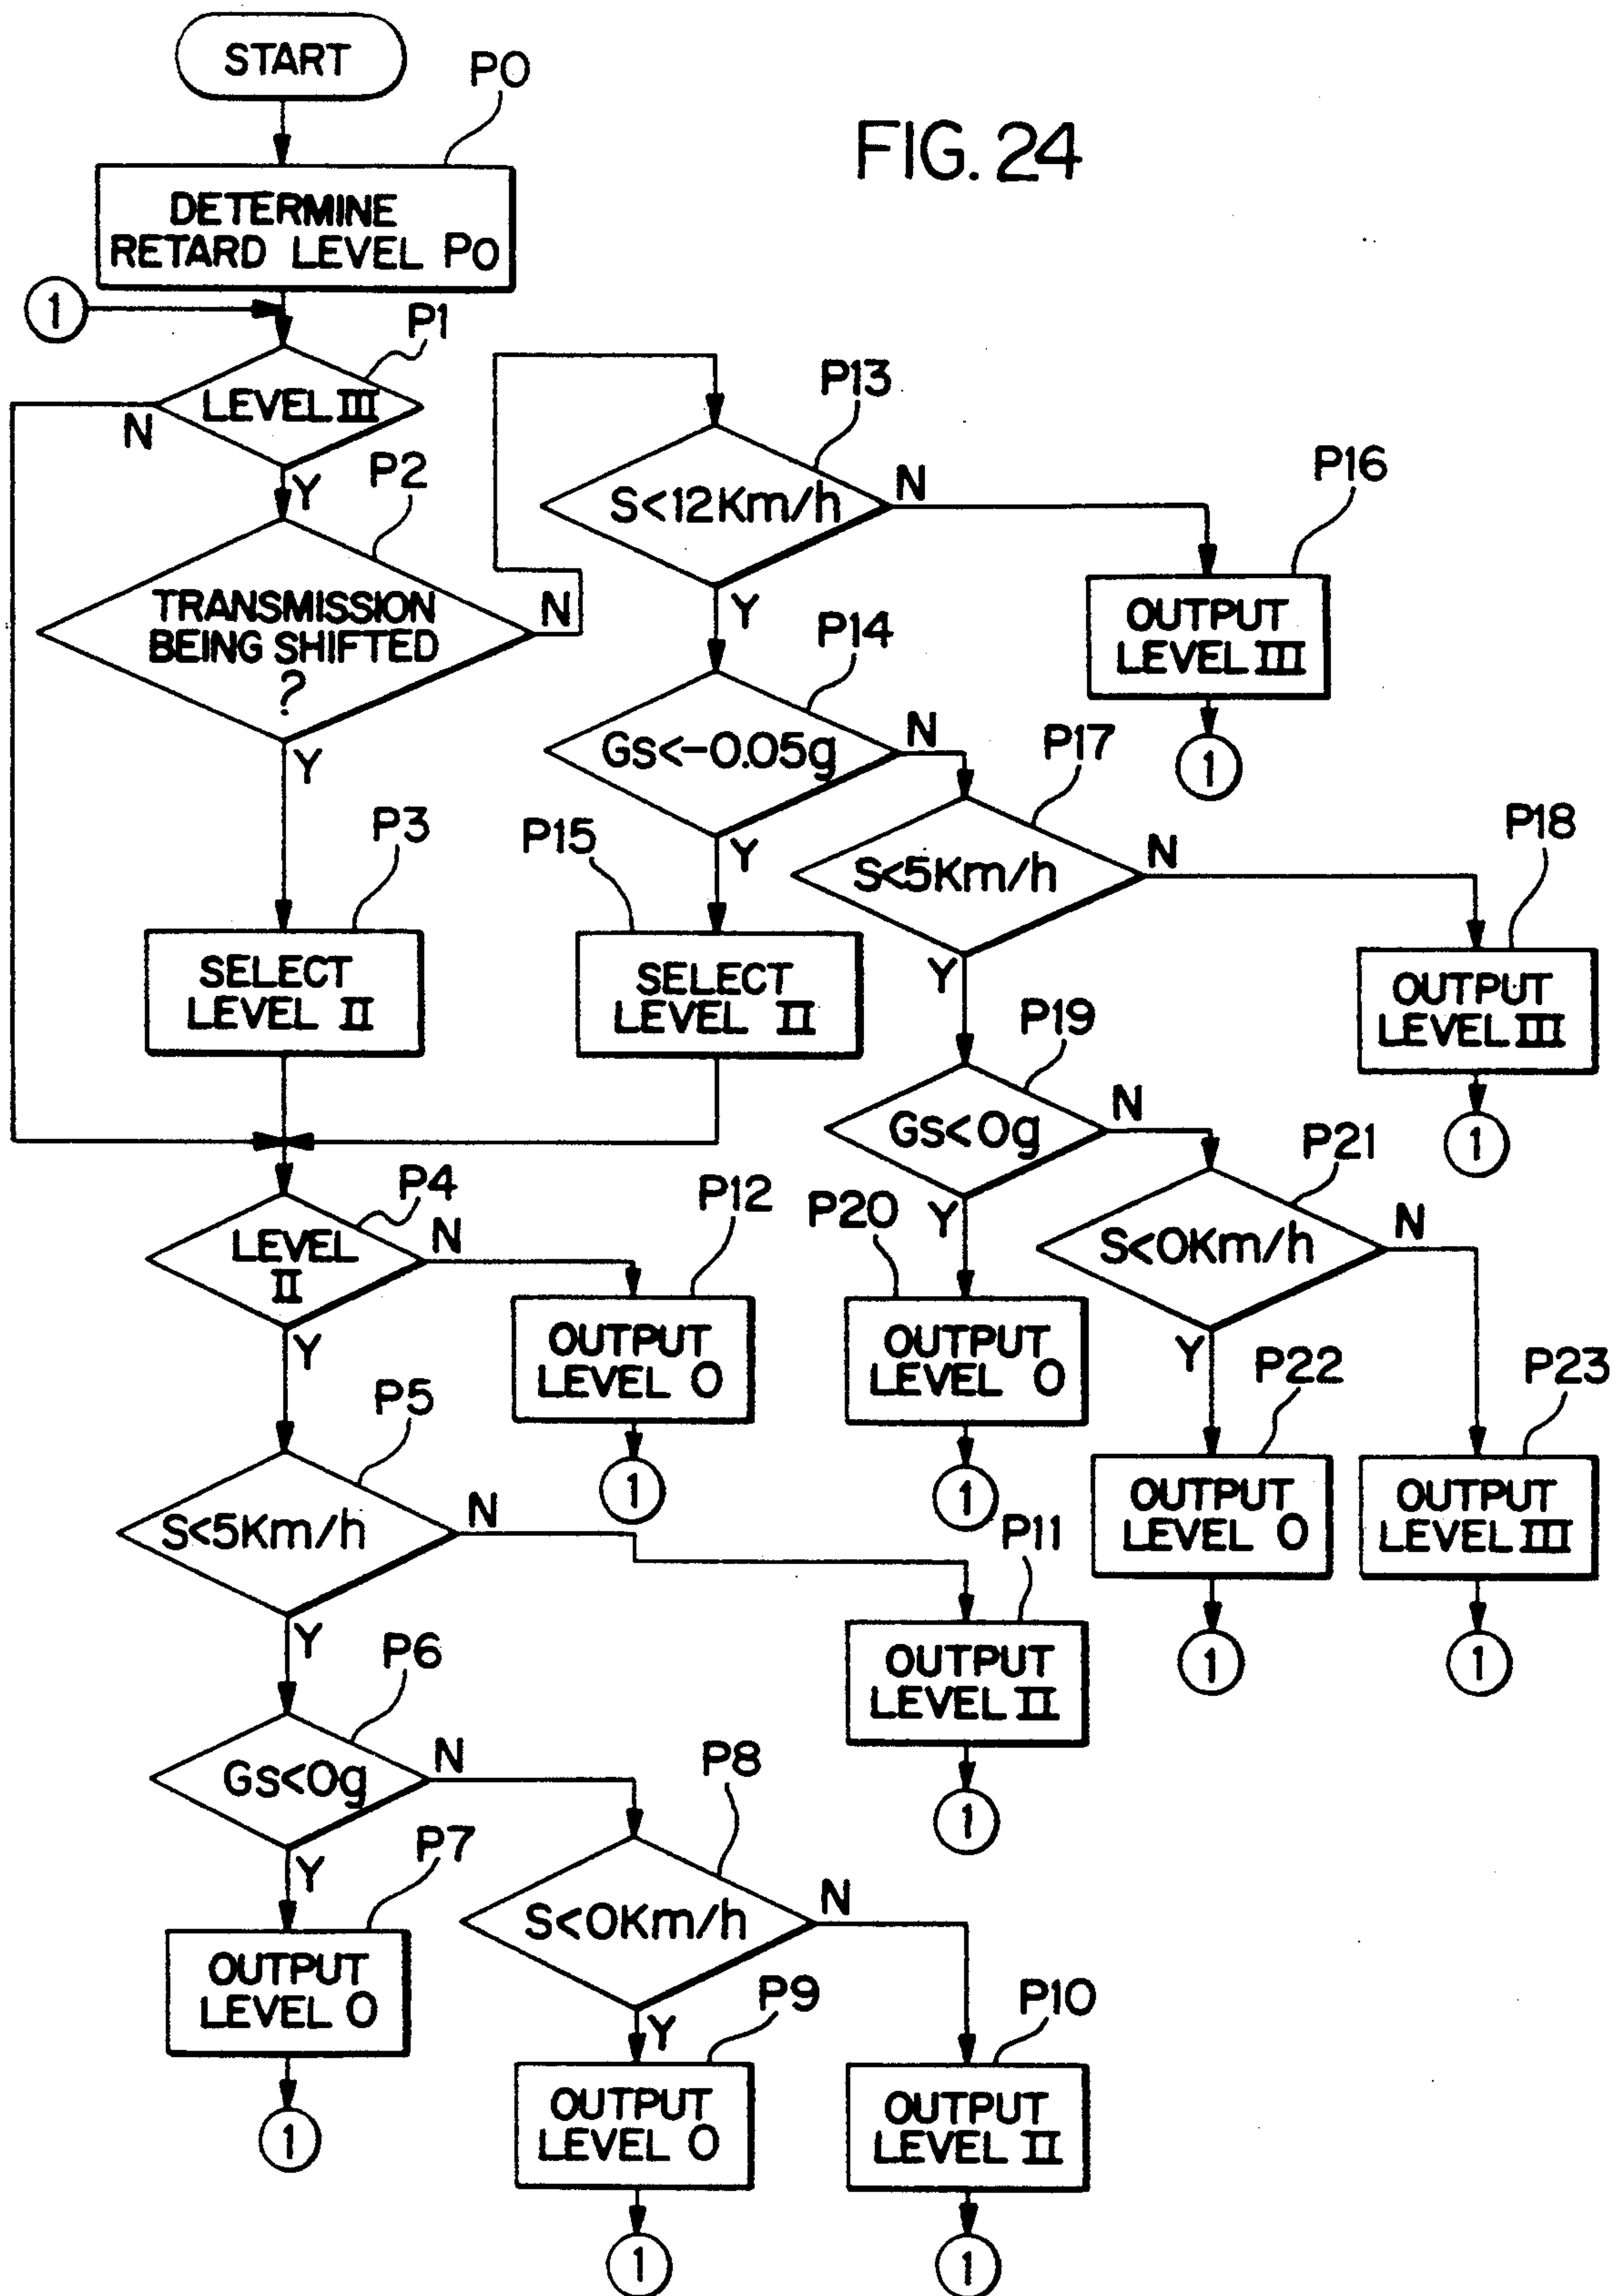 START
P0
FIG. 24
DETERMINE
RETARD LEVEL P0
1
P1
LEVEL III
N
Y
P2
TRANSMISSION
BEING SHIFTED
?
N
Y
P3
SELECT
LEVEL II
P13
S<12Km/h
N
Y
P16
OUTPUT
LEVEL III
1
P14
Gs<-0.05g
N
Y
P15
SELECT
LEVEL II
P17
S<5Km/h
N
Y
P18
OUTPUT
LEVEL III
1
P19
Gs<0g
N
Y
P20
OUTPUT
LEVEL 0
1
P21
S<0Km/h
N
Y
P22
OUTPUT
LEVEL 0
1
P23
OUTPUT
LEVEL III
1
P4
LEVEL
II
N
Y
P12
OUTPUT
LEVEL 0
1
P5
S<5Km/h
N
Y
P11
OUTPUT
LEVEL II
1
P6
Gs<0g
N
Y
P7
OUTPUT
LEVEL 0
1
P8
S<0Km/h
N
Y
P9
OUTPUT
LEVEL 0
1
P10
OUTPUT
LEVEL II
1